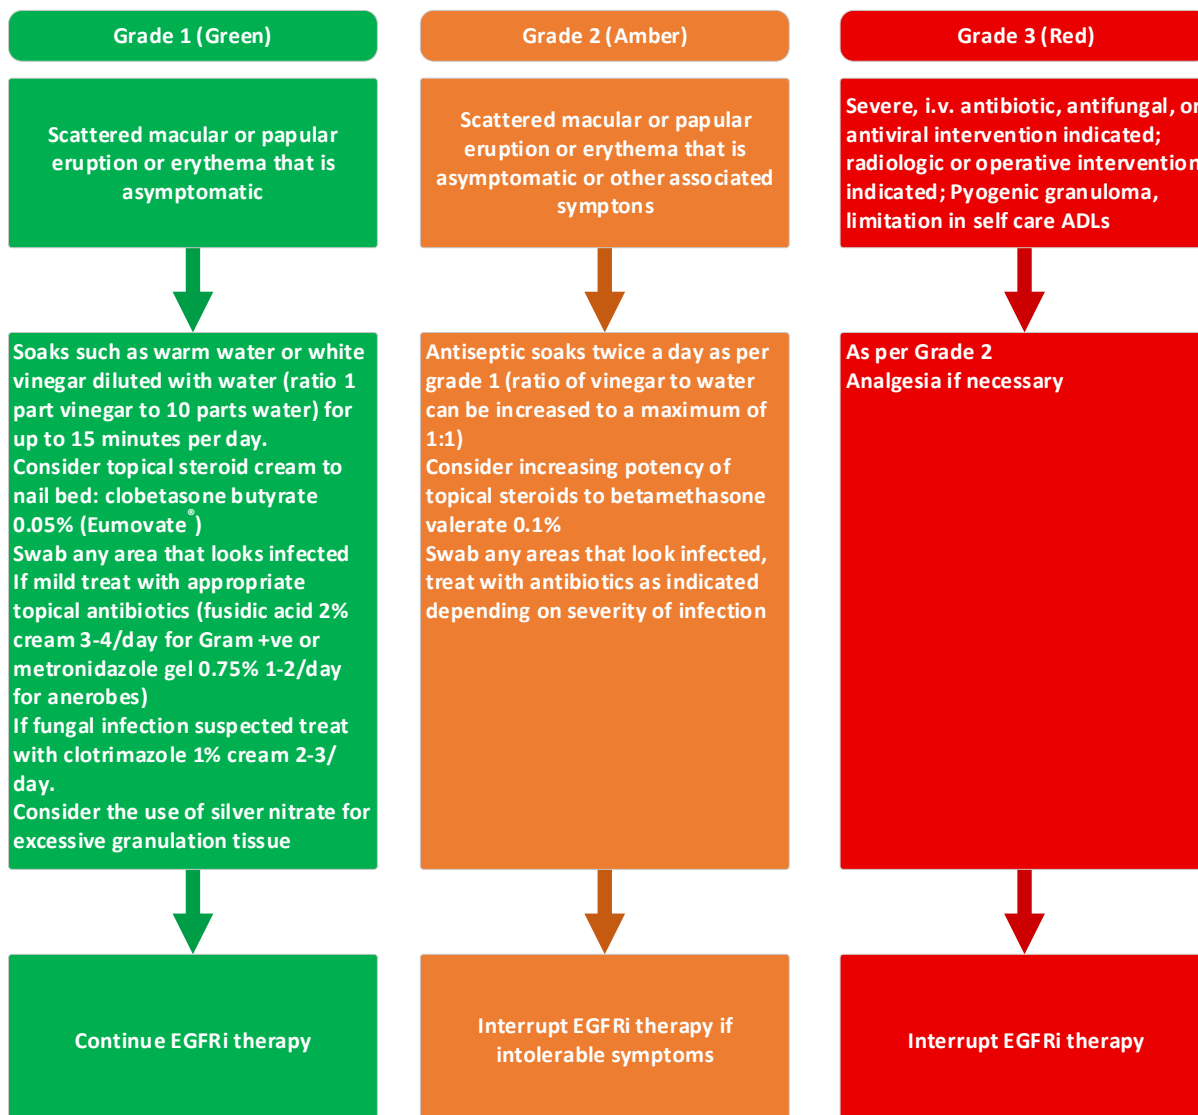 Grade 1 (Green)
Grade 2 (Amber)
Grade 3 (Red)
Scattered macular or papular
eruption or erythema that is
asymptomatic
Scattered macular or papular
eruption or erythema that is
asymptomatic or other associated
symptons
Severe, i.v. antibiotic, antifungal, or
antiviral intervention indicated;
radiologic or operative intervention
indicated; Pyogenic granuloma,
limitation in self care ADLs
Soaks such as warm water or white
vinegar diluted with water (ratio 1
part vinegar to 10 parts water) for
up to 15 minutes per day.
Consider topical steroid cream to
nail bed: clobetasone butyrate
0.05% (Eumovate®)
Swab any area that looks infected
If mild treat with appropriate
topical antibiotics (fusidic acid 2%
cream 3-4/day for Gram +ve or
metronidazole gel 0.75% 1-2/day
for anerobes)
If fungal infection suspected treat
with clotrimazole 1% cream 2-3/
day.
Consider the use of silver nitrate for
excessive granulation tissue
Antiseptic soaks twice a day as per
grade 1 (ratio of vinegar to water
can be increased to a maximum of
1:1)
Consider increasing potency of
topical steroids to betamethasone
valerate 0.1%
Swab any areas that look infected,
treat with antibiotics as indicated
depending on severity of infection
As per Grade 2
Analgesia if necessary
Continue EGFRi therapy
Interrupt EGFRi therapy if
intolerable symptoms
Interrupt EGFRi therapy